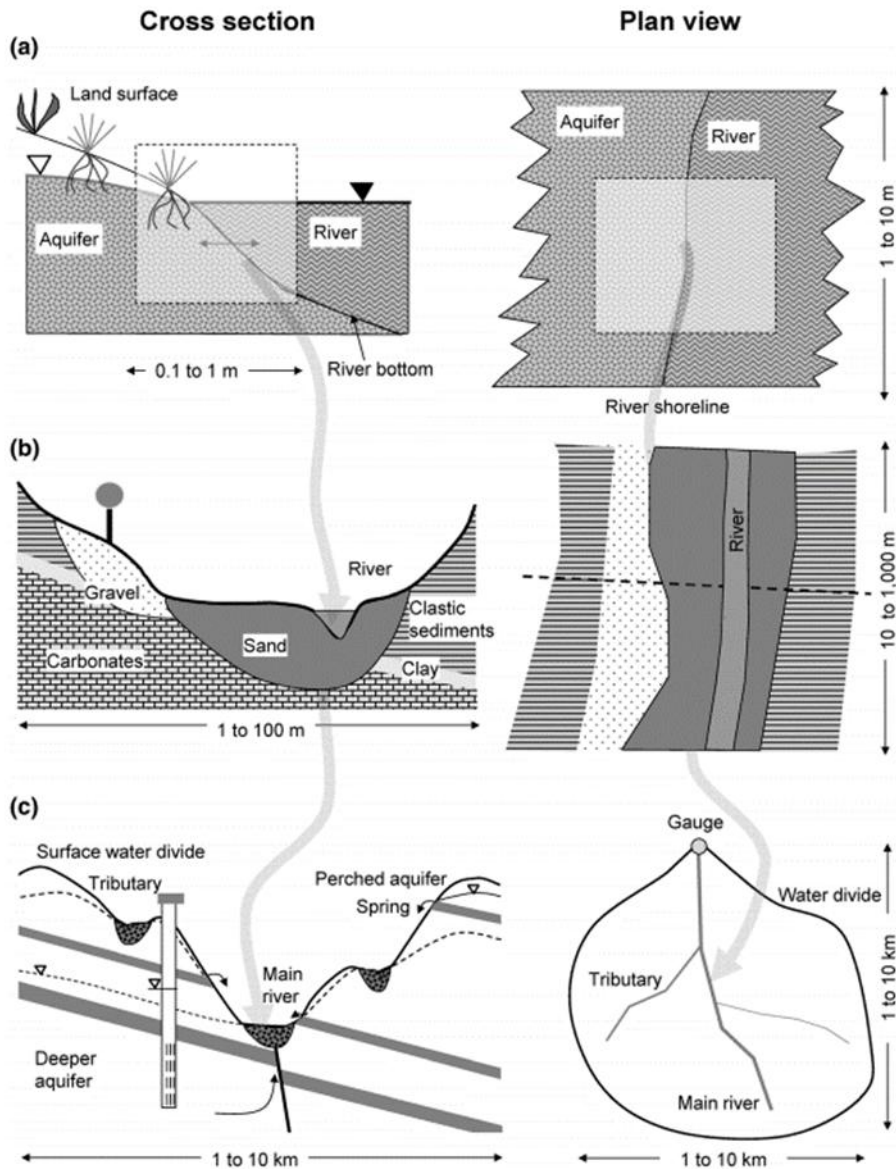 Cross section
Plan view
(a)
Land surface
Aquifer
River
0.1 to 1 m
River bottom
Aquifer
River
1 to 10 m
River shoreline
(b)
River
Gravel
Sand
Clastic
sediments
Carbonates
Clay
1 to 100 m
River
10 to 1,000 m
(c)
Surface water divide
Tributary
Perched aquifer
Spring
Main
river
Deeper
aquifer
1 to 10 km
Gauge
Water divide
Tributary
Main river
1 to 10 km
1 to 10 km